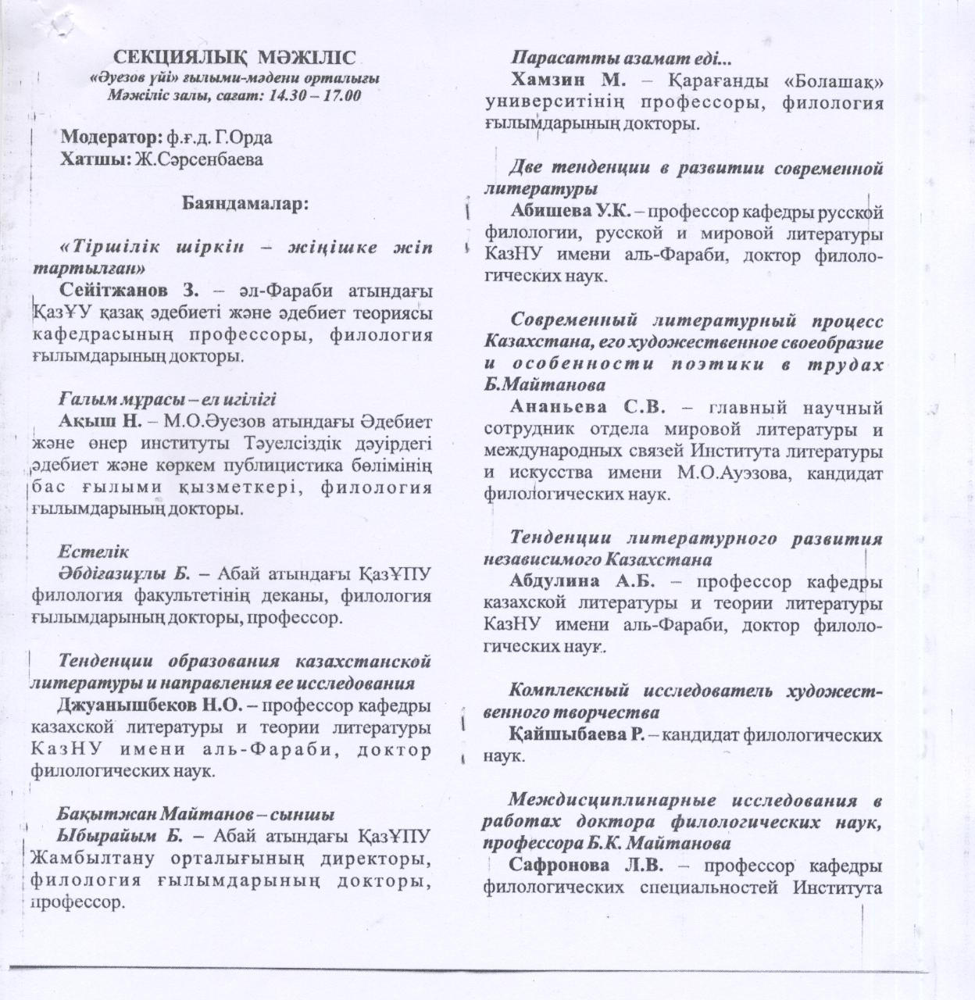 СЕКЦИЯЛЫҚ МӘЖІЛІС
«Әуезов үйі» ғылыми-мәдени орталығы
Мәжіліс залы, сағат: 14.30 – 17.00
Модератор: ф.ғ.д. Г.Орда
Хатшы: Ж.Сәрсенбаева
Баяндамалар:
«Тіршілік шіркін – жіңішке жіп
тартылған»
Сейітжанов З. – әл-Фараби атындағы
ҚазҰУ қазақ әдебиеті және әдебиет теориясы
кафедрасының профессоры, филология
ғылымдарының докторы.
Ғалым мұрасы – ел игілігі
Ақыш Н. – М.О.Әуезов атындағы Әдебиет
және өнер институты Тәуелсіздік дәуірдегі
әдебиет және көркем публицистика бөлімінің
бас ғылыми қызметкері, филология
ғылымдарының докторы.
Естелік
Әбдіғазиұлы Б. – Абай атындағы ҚазҰПУ
филология факультетінің деканы, филология
ғылымдарының докторы, профессор.
Тенденции образования казахстанской
литературы и направления ее исследования
Джуанышбеков Н.О. – профессор кафедры
казахской литературы и теории литературы
КазНУ имени аль-Фараби, доктор
филологических наук.
Бақытжан Майтанов – сыншы
Ыбырайым Б. – Абай атындағы ҚазҰПУ
Жамбылтану орталығының директоры,
филология ғылымдарының докторы,
профессор.
Парасатты азамат еді...
Хамзин М. – Қарағанды «Болашақ»
университінің профессоры, филология
ғылымдарының докторы.
Две тенденции в развитии современной
литературы
Абишева У.К. – профессор кафедры русской
филологии, русской и мировой литературы
КазНУ имени аль-Фараби, доктор филоло-
гических наук.
Современный литературный процесс
Казахстана, его художественное своеобразие
и особенности поэтики в трудах
Б.Майтанова
Ананьева С.В. – главный научный
сотрудник отдела мировой литературы и
международных связей Института литературы
и искусства имени М.О.Ауэзова, кандидат
филологических наук.
Тенденции литературного развития
независимого Казахстана
Абдулина А.Б. – профессор кафедры
казахской литературы и теории литературы
КазНУ имени аль-Фараби, доктор филоло-
гических наук.
Комплексный исследователь художест-
венного творчества
Қайшыбаева Р. – кандидат филологических
наук.
Междисциплинарные исследования в
работах доктора филологических наук,
профессора Б.К. Майтанова
Сафронова Л.В. – профессор кафедры
филологических специальностей Института